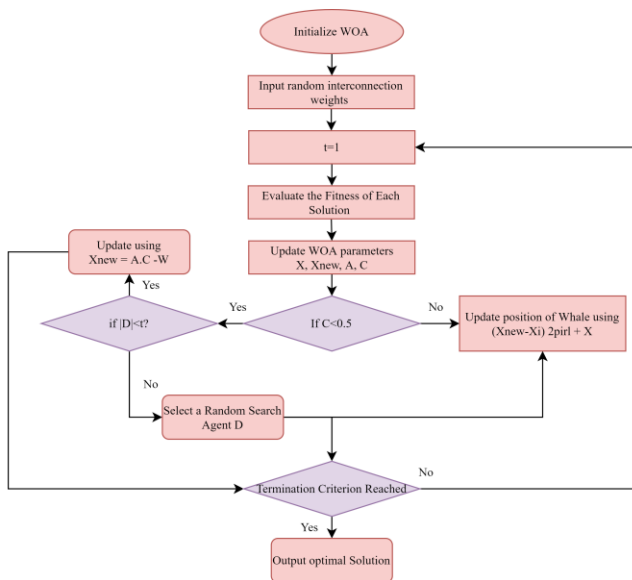 Initialize WOA
Input random interconnection
weights
t=1
Evaluate the Fitness of Each
Solution
Update WOA parameters
X, Xnew, A, C
Update using
Xnew = A.C -W
Yes
if |D|<t?
Yes
If C<0.5
No
Update position of Whale using
(Xnew-Xi) 2pirl + X
No
Select a Random Search
Agent D
Termination Criterion Reached
No
Yes
Output optimal Solution